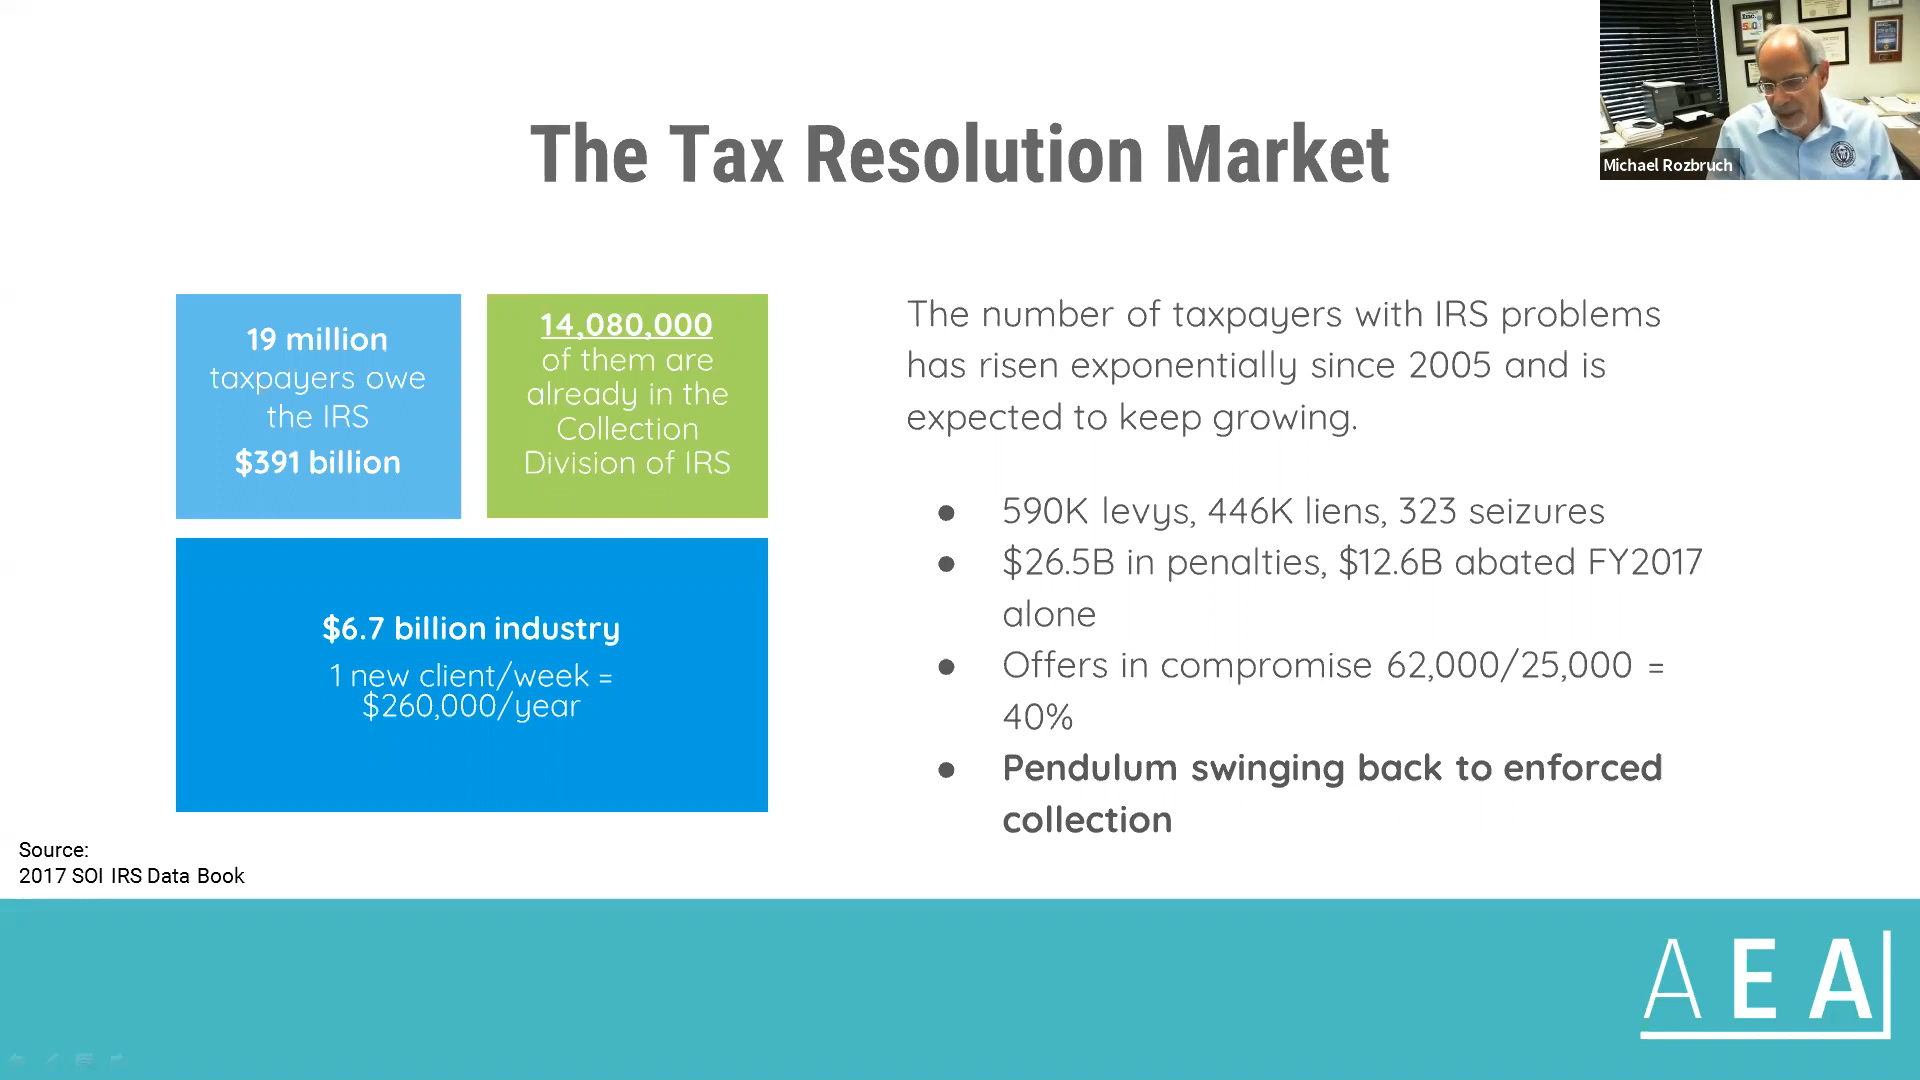 The Tax Resolution Market
Inc.
Michael Rozbruch
19 million
taxpayers owe
the IRS
$391 billion
14,080,000
of them are
already in the
Collection
Division of IRS
$6.7 billion industry
1 new client/week =
$260,000/year
The number of taxpayers with IRS problems
has risen exponentially since 2005 and is
expected to keep growing.
● 590K levys, 446K liens, 323 seizures
● $26.5B in penalties, $12.6B abated FY2017
alone
● Offers in compromise 62,000/25,000 =
40%
● Pendulum swinging back to enforced
collection
Source:
2017 SOI IRS Data Book
AEA